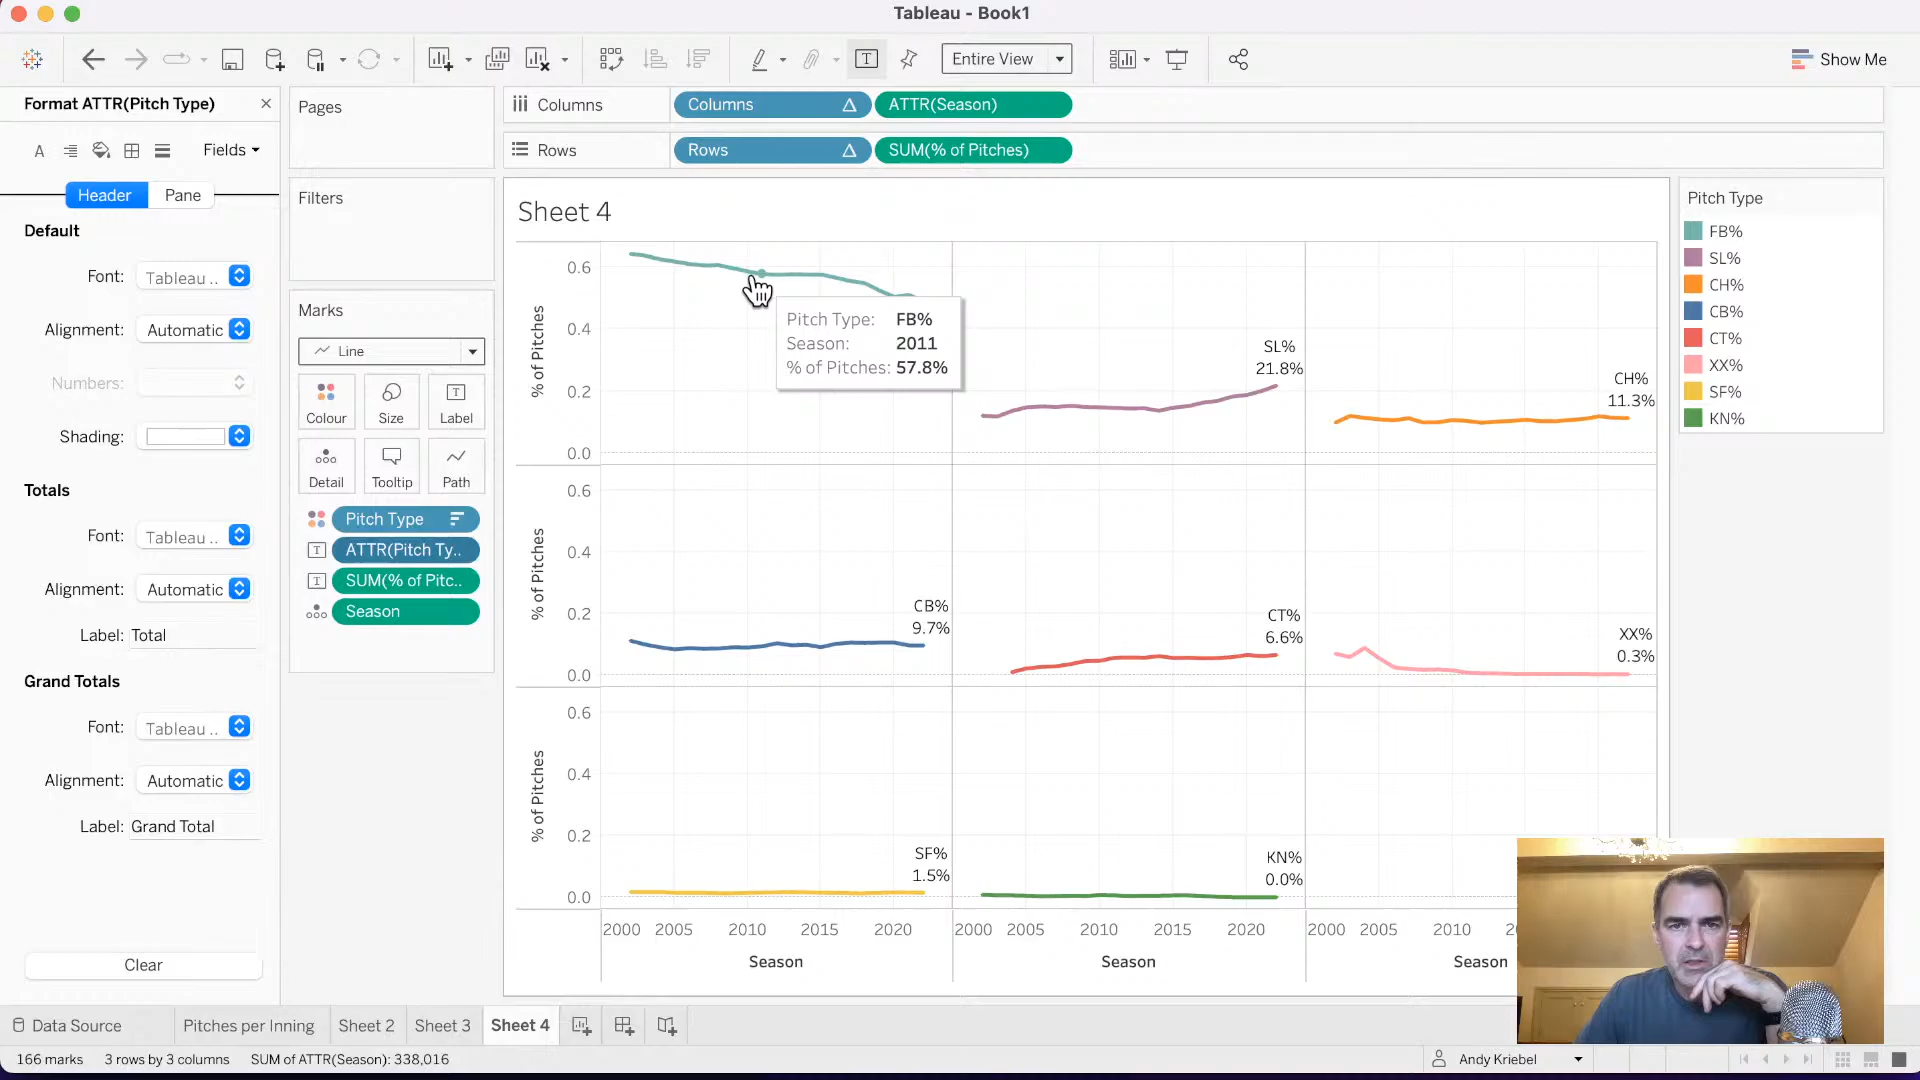 Tableau - Book1
Entire View
Show Me
Format ATTR(Pitch Type)
Fields
Header
Pane
Default
Font: Tableau ..
Alignment: Automatic
Numbers:
Shading:
Totals
Font: Tableau ..
Alignment: Automatic
Label: Total
Grand Totals
Font: Tableau ..
Alignment: Automatic
Label: Grand Total
Clear
Pages
Filters
Marks
Line
Colour
Size
Label
Detail
Tooltip
Path
Pitch Type
ATTR(Pitch Ty..
SUM(% of Pitc..
Season
Columns
Columns
ATTR(Season)
Rows
Rows
SUM(% of Pitches)
Sheet 4
% of Pitches
0.6
0.4
0.2
0.0
Pitch Type: FB%
Season: 2011
% of Pitches: 57.8%
SL%
21.8%
CH%
11.3%
% of Pitches
0.6
0.4
0.2
0.0
CB%
9.7%
CT%
6.6%
XX%
0.3%
% of Pitches
0.6
0.4
0.2
0.0
SF%
1.5%
KN%
0.0%
2000 2005 2010 2015 2020
2000 2005 2010 2015 2020
2000 2005 2010
Season
Season
Season
Pitch Type
FB%
SL%
CH%
CB%
CT%
XX%
SF%
KN%
Data Source
Pitches per Inning
Sheet 2
Sheet 3
Sheet 4
166 marks
3 rows by 3 columns
SUM of ATTR(Season): 338,016
Andy Kriebel